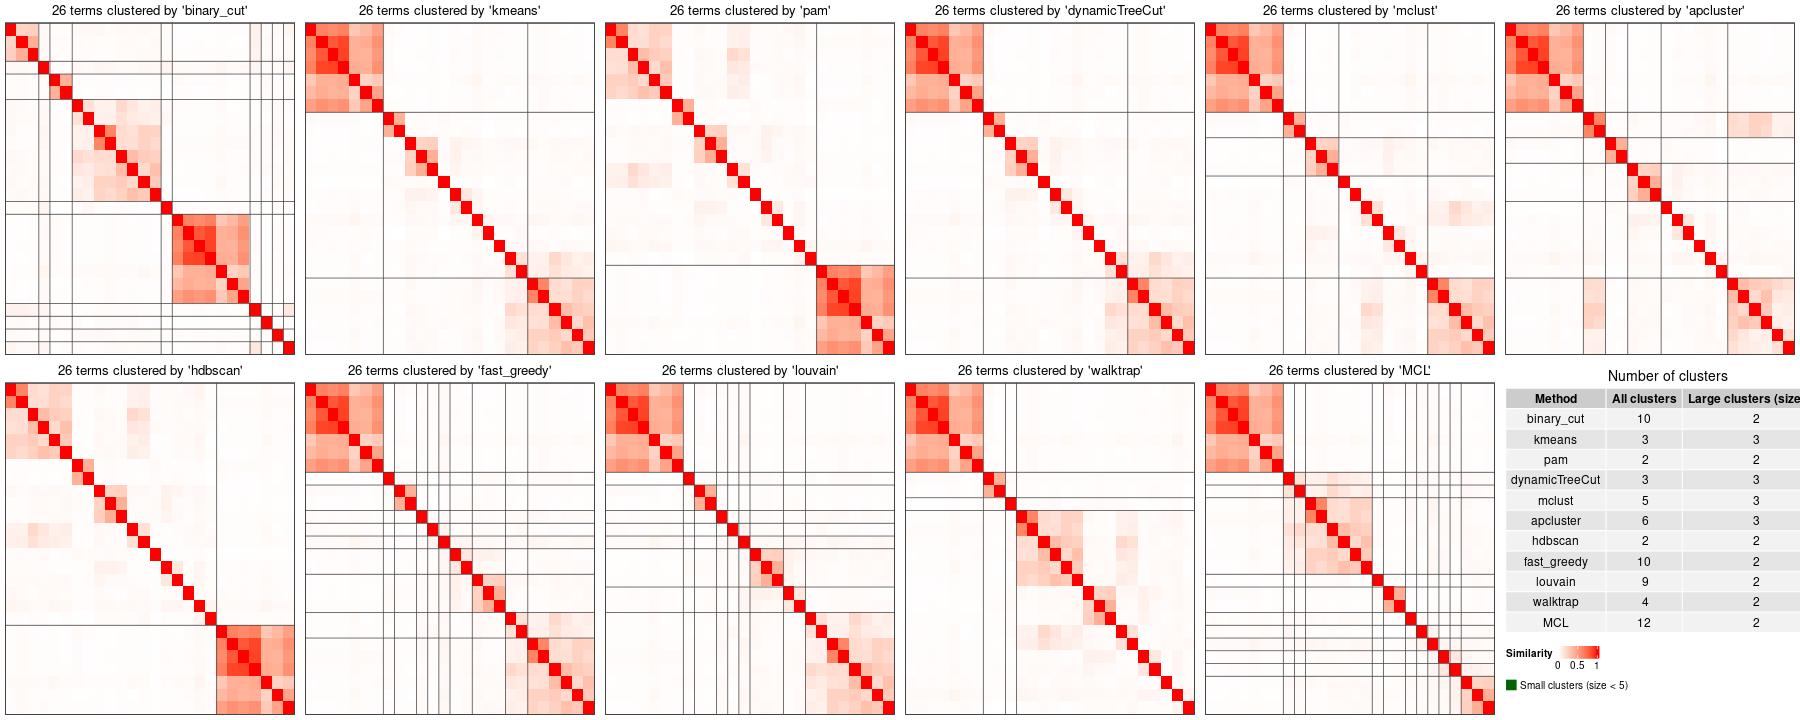 26 terms clustered by 'binary_cut'
26 terms clustered by 'kmeans'
26 terms clustered by 'pam'
26 terms clustered by 'dynamicTreeCut'
26 terms clustered by 'mclust'
26 terms clustered by 'apcluster'
26 terms clustered by 'hdbscan'
26 terms clustered by 'fast_greedy'
26 terms clustered by 'louvain'
26 terms clustered by 'walktrap'
26 terms clustered by 'MCL'
Number of clusters
Method All clusters Large clusters (size
binary_cut 10 2
kmeans 3 3
pam 2 2
dynamicTreeCut 3 3
mclust 5 3
apcluster 6 3
hdbscan 2 2
fast_greedy 10 2
louvain 9 2
walktrap 4 2
MCL 12 2
Similarity
0 0.5 1
Small clusters (size < 5)